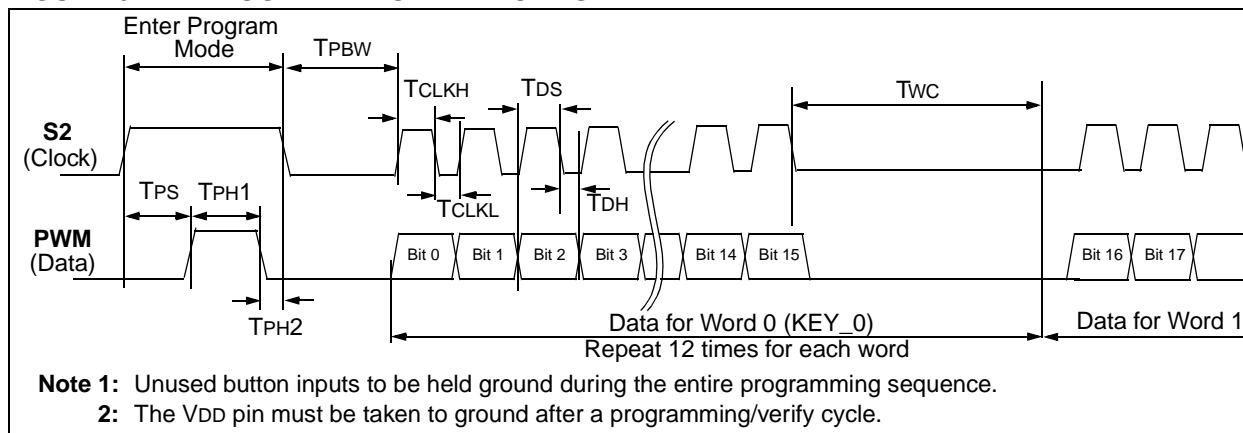 Enter Program
Mode
TPBW
TCLKH
TDS
TWC
S2
(Clock)
TPS
TPH1
TCLKL
TDH
PWM
(Data)
Bit 0
Bit 1
Bit 2
Bit 3
Bit 14
Bit 15
Bit 16
Bit 17
TPH2
Data for Word 0 (KEY_0)
Data for Word 1
Repeat 12 times for each word
Note 1: Unused button inputs to be held ground during the entire programming sequence.
2: The VDD pin must be taken to ground after a programming/verify cycle.